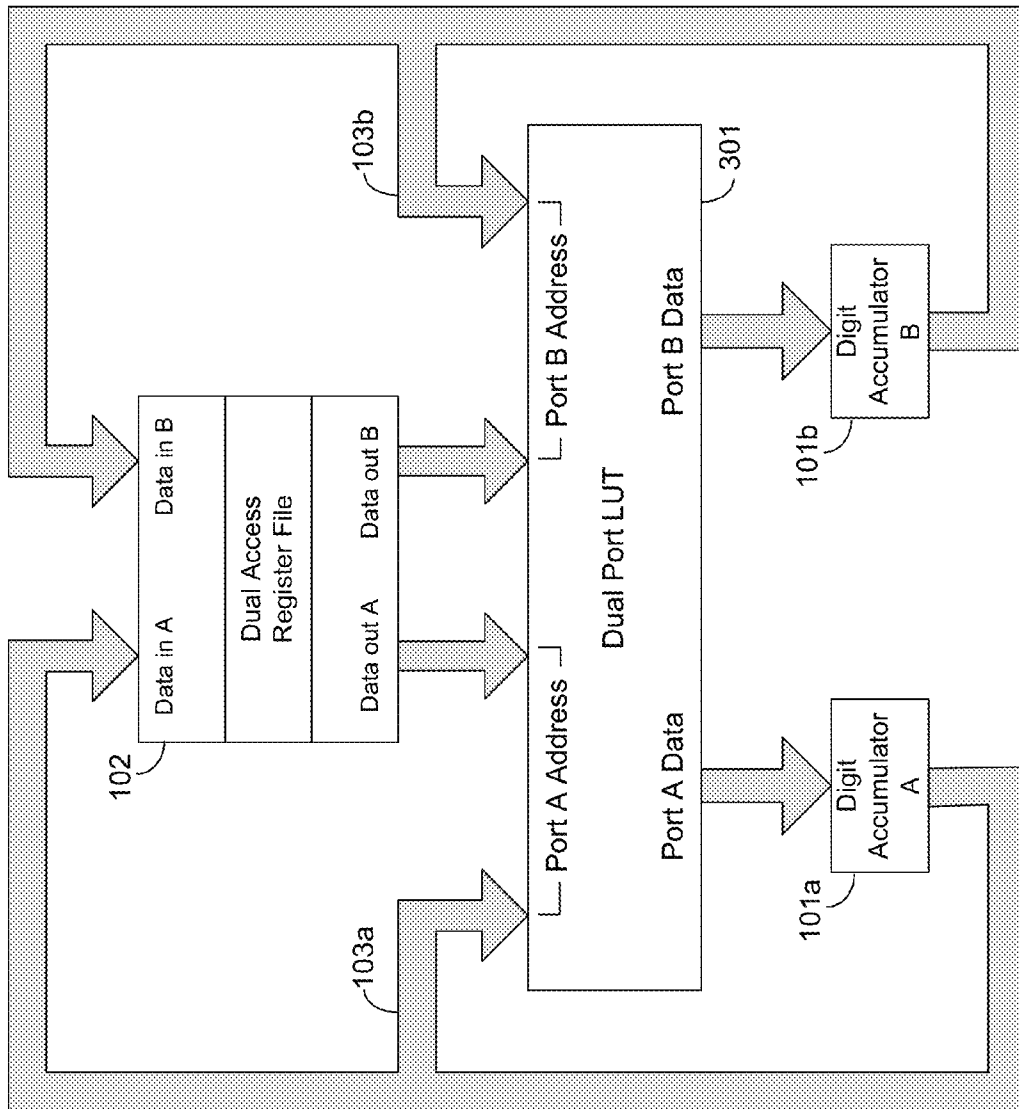 102
Data in A
Data in B
Dual Access
Register File
Data out A
Data out B
103a
103b
Port A Address
Port B Address
Dual Port LUT
Port A Data
Port B Data
301
101a
Digit
Accumulator
A
101b
Digit
Accumulator
B